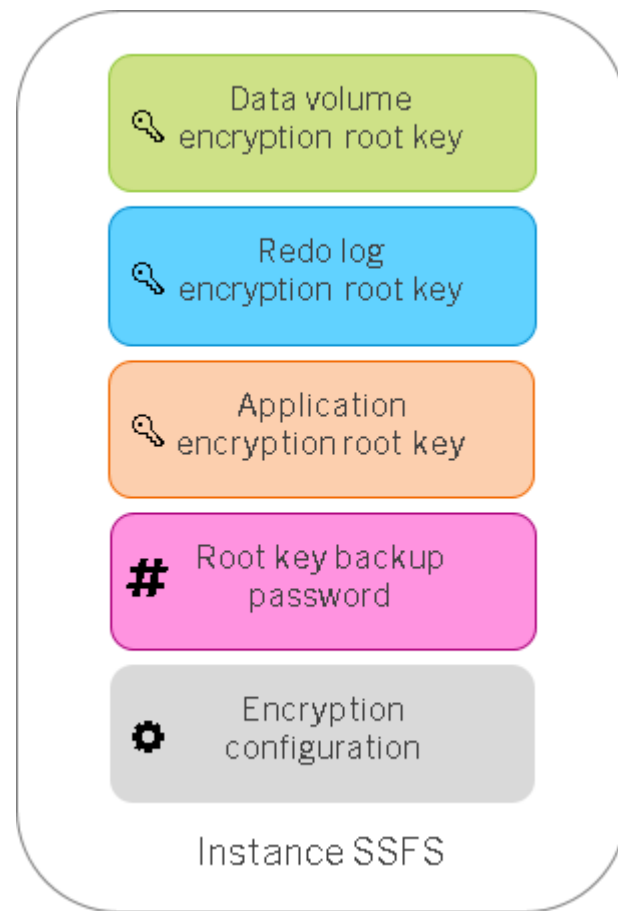 Data volume
encryption root key
Redo log
encryption root key
Application
encryption root key
# Root key backup
password
Encryption
configuration
Instance SSFS